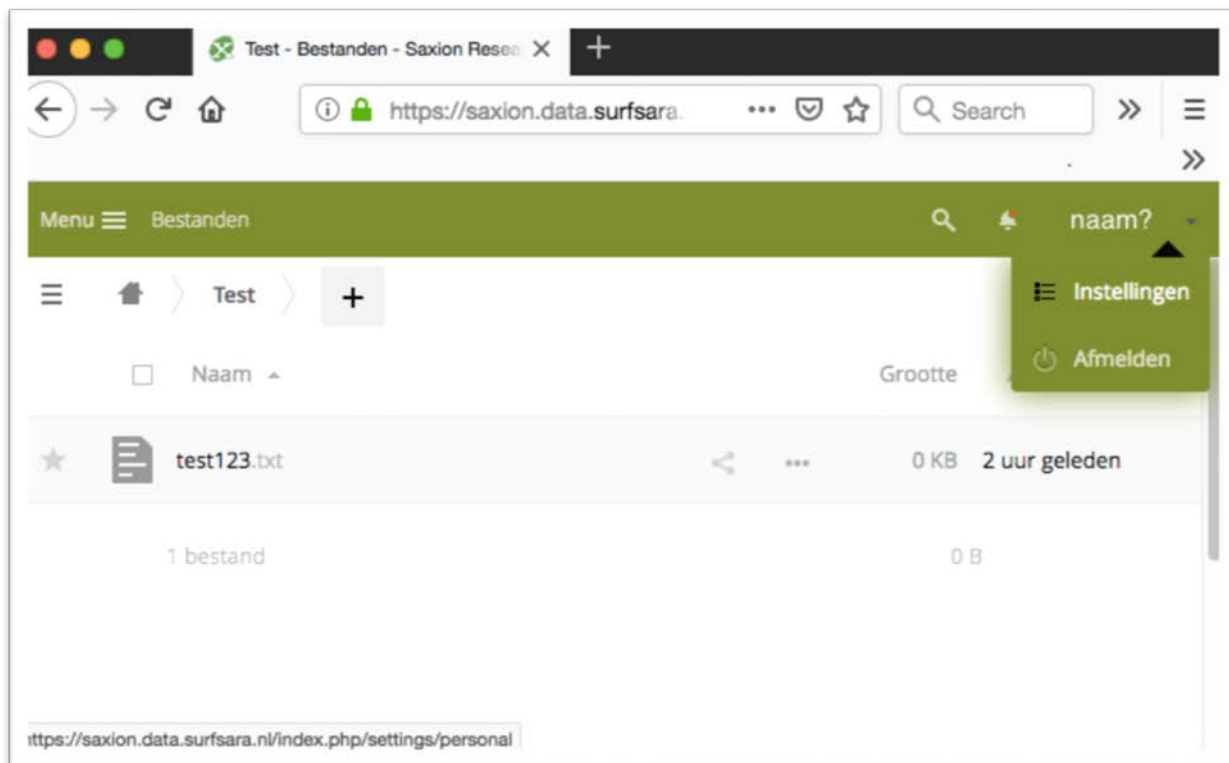 Test - Bestanden - Saxion Resea
https://saxion.data.surfsara.
Search
Menu Bestanden
naam?
Instellingen
Afmelden
Test
Naam
Grootte
test123.txt
0 KB
2 uur geleden
1 bestand
0 B
ttps://saxion.data.surfsara.nl/index.php/settings/personal